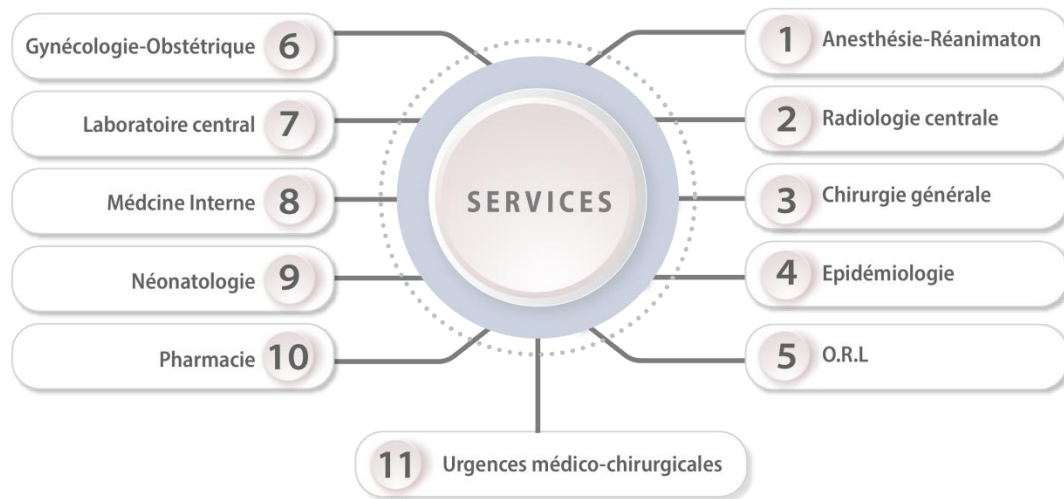 Gynécologie-Obstétrique 6
Laboratoire central 7
Médcine Interne 8
Néonatologie 9
Pharmacie 10
SERVICES
1 Anesthésie-Réanimaton
2 Radiologie centrale
3 Chirurgie générale
4 Epidémiologie
5 O.R.L
11 Urgences médico-chirurgicales